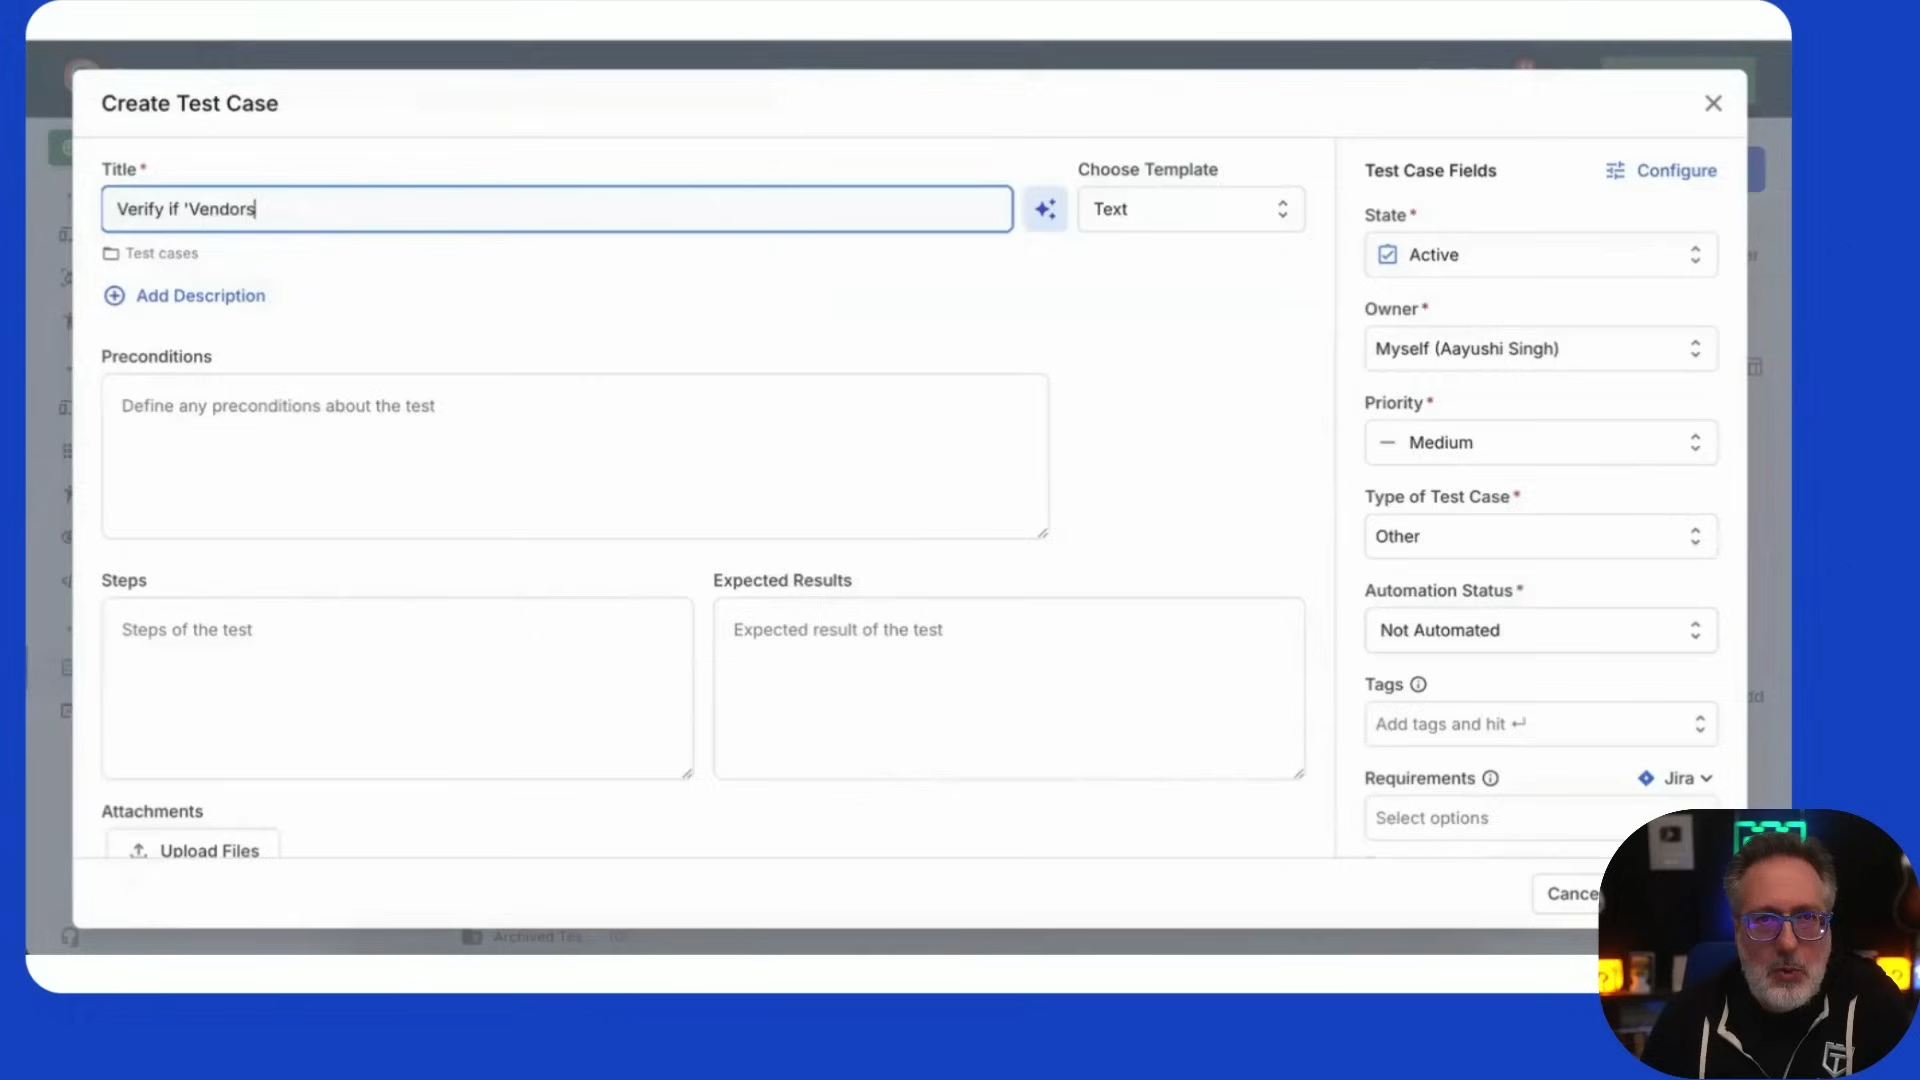 Create Test Case
Title *
Choose Template
Verify if 'Vendors
Text
Test cases
Add Description
Preconditions
Define any preconditions about the test
Steps
Expected Results
Steps of the test
Expected result of the test
Attachments
Upload Files
Test Case Fields
Configure
State *
Active
Owner *
Myself (Aayushi Singh)
Priority *
Medium
Type of Test Case *
Other
Automation Status *
Not Automated
Tags
Add tags and hit ↵
Requirements
Jira
Select options
Cance
Archived Tes...